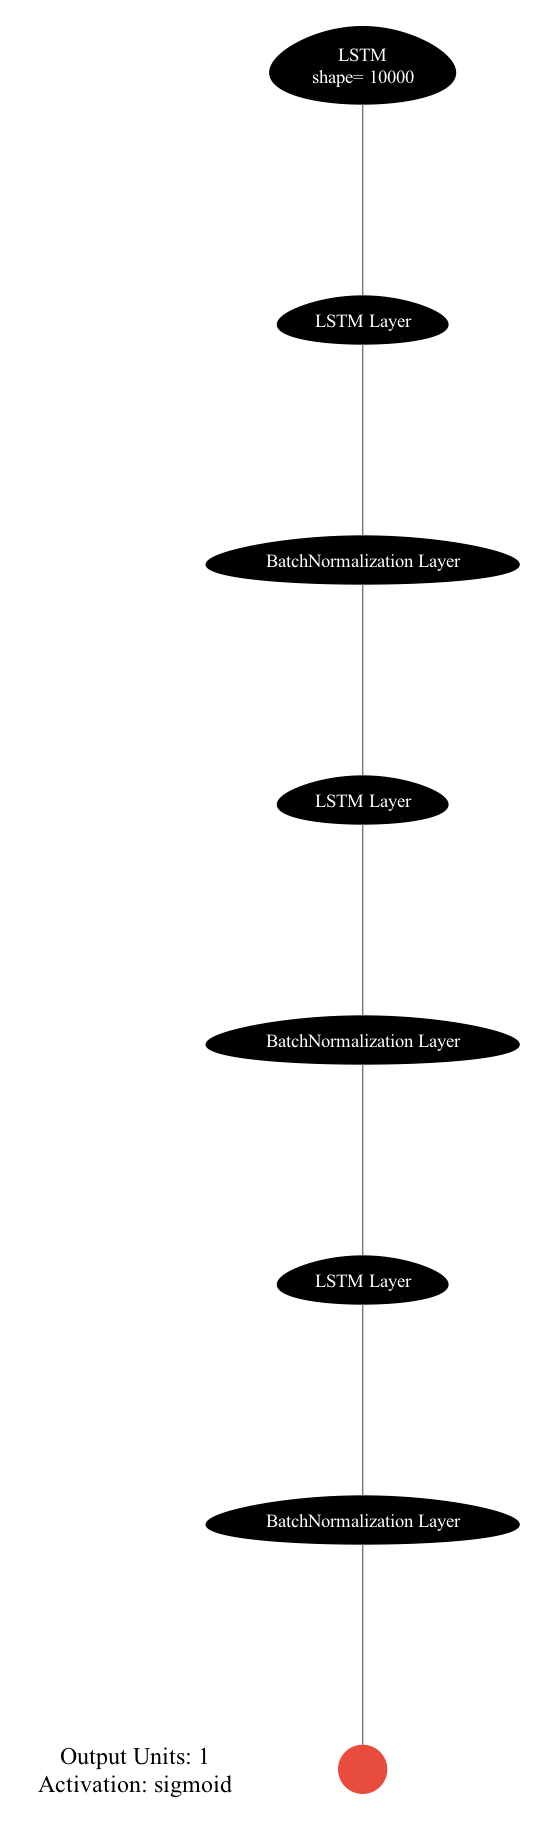 LSTM
shape= 10000
LSTM Layer
BatchNormalization Layer
LSTM Layer
BatchNormalization Layer
LSTM Layer
BatchNormalization Layer
Output Units: 1
Activation: sigmoid